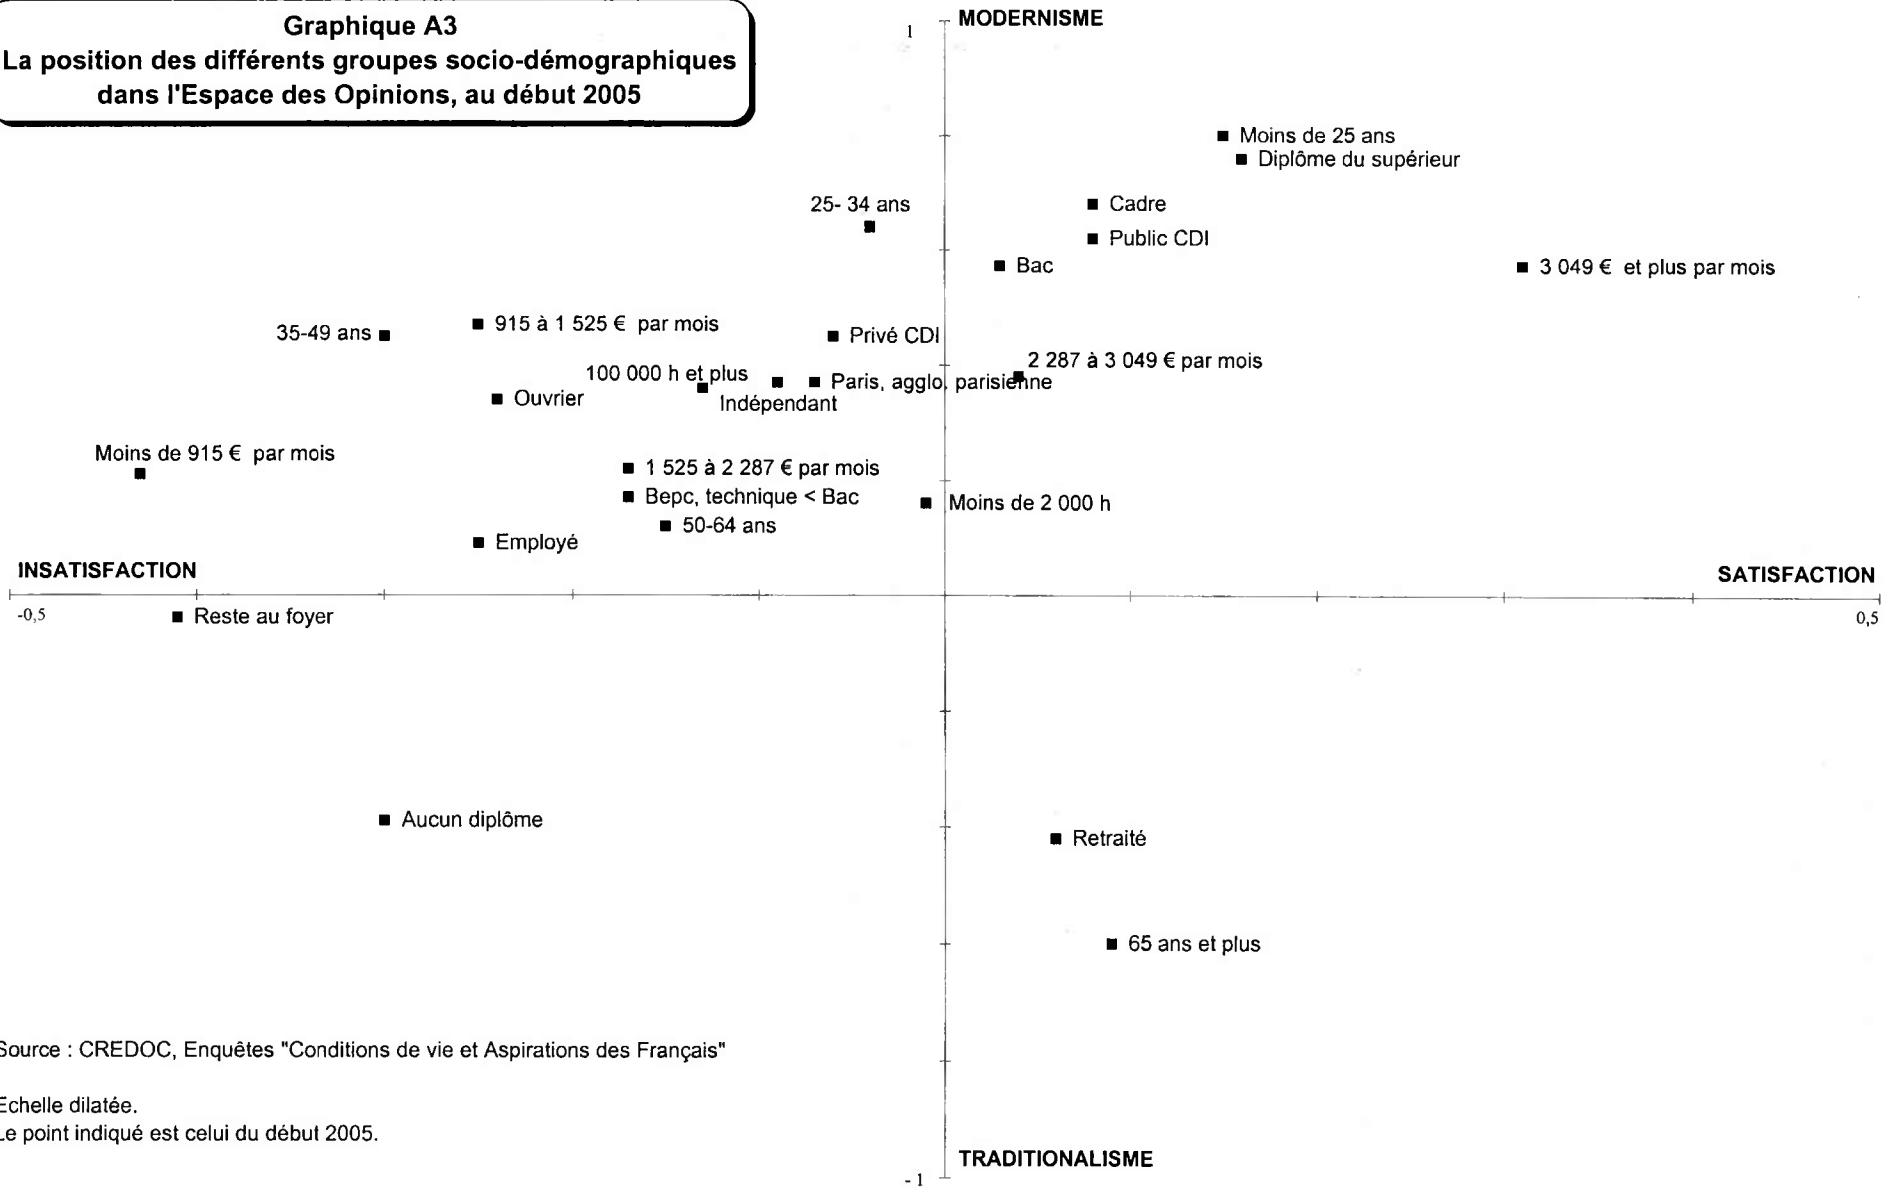 Graphique A3
La position des différents groupes socio-démographiques
dans l'Espace des Opinions, au début 2005
MODERNISME
1
Moins de 25 ans
Diplôme du supérieur
25- 34 ans
Cadre
Public CDI
Bac
3 049 € et plus par mois
915 à 1 525 € par mois
35-49 ans
Privé CDI
2 287 à 3 049 € par mois
100 000 h et plus
Paris, agglo. parisienne
Ouvrier
Indépendant
Moins de 915 € par mois
1 525 à 2 287 € par mois
Bepc, technique < Bac
Moins de 2 000 h
50-64 ans
Employé
INSATISFACTION
SATISFACTION
-0,5
Reste au foyer
0,5
Aucun diplôme
Retraité
65 ans et plus
Source : CREDOC, Enquêtes "Conditions de vie et Aspirations des Français"
Echelle dilatée.
Le point indiqué est celui du début 2005.
TRADITIONALISME
- 1